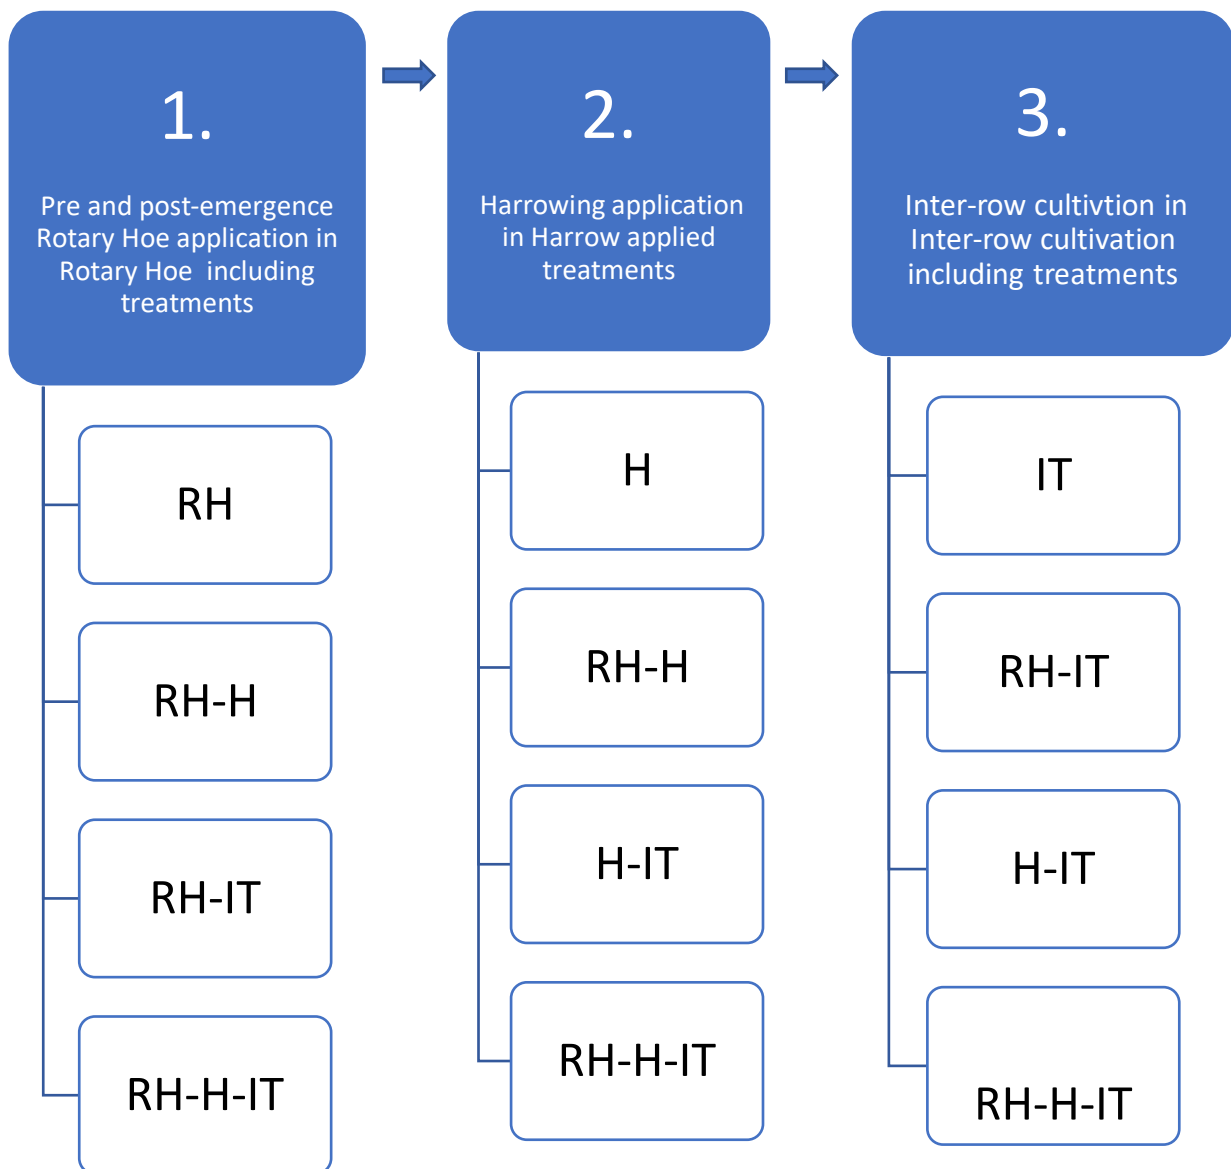 1.
Pre and post-emergence
Rotary Hoe application in
Rotary Hoe including
treatments
RH
RH-H
RH-IT
RH-H-IT
2.
Harrowing application
in Harrow applied
treatments
H
RH-H
H-IT
RH-H-IT
3.
Inter-row cultivtion in
Inter-row cultivation
including treatments
IT
RH-IT
H-IT
RH-H-IT